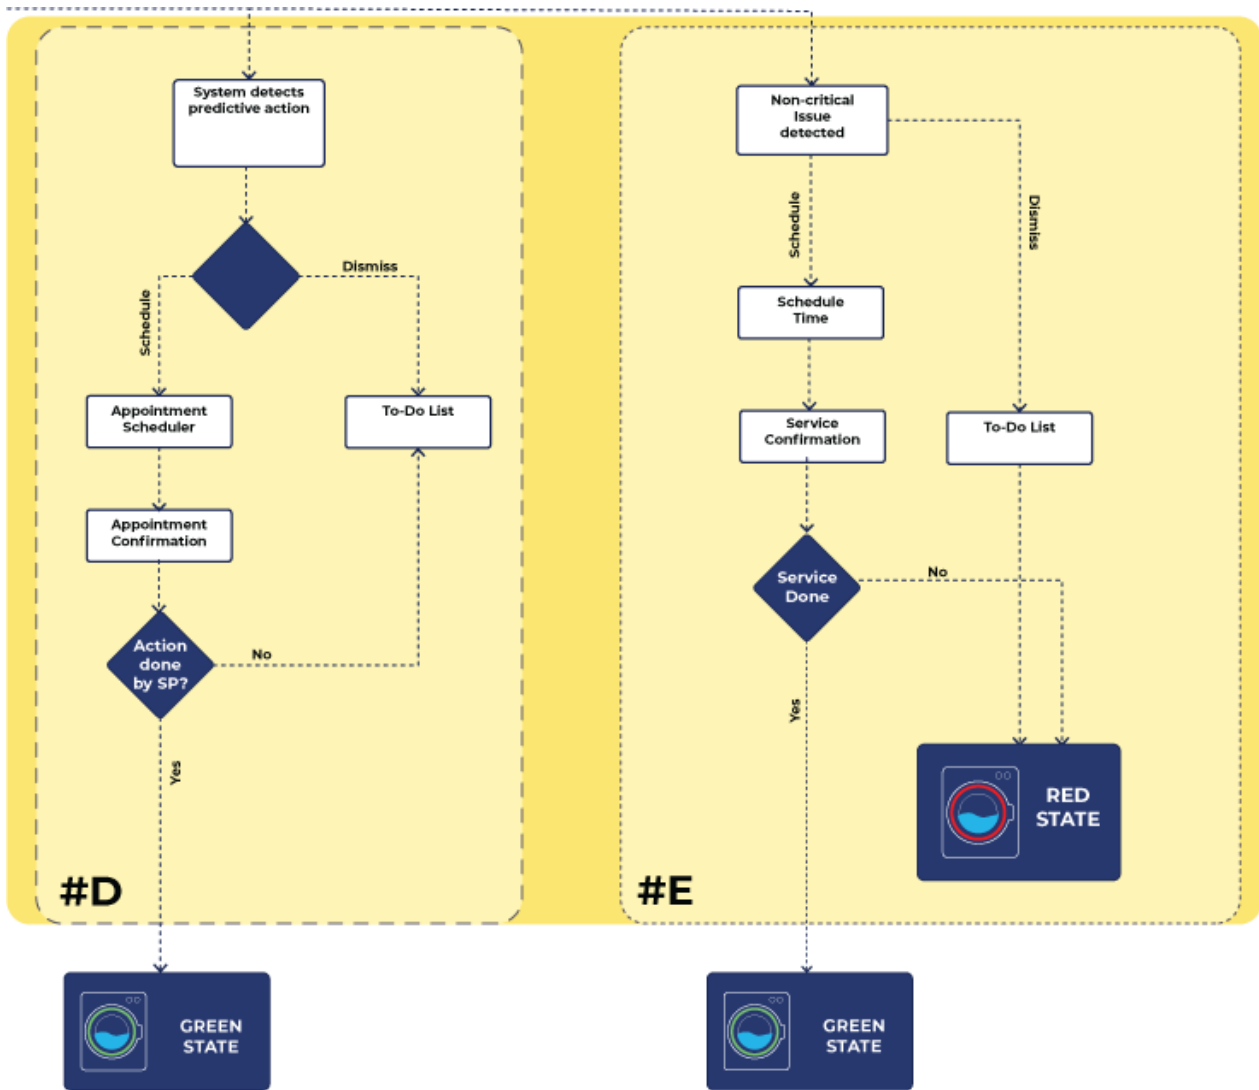 System detects
predictive action
Dismiss
Schedule
Appointment
Scheduler
To-Do List
Appointment
Confirmation
Action
done
by SP?
No
Yes
#D
GREEN
STATE
Non-critical
Issue
detected
Schedule
Dismiss
Schedule
Time
Service
Confirmation
To-Do List
Service
Done
No
Yes
RED
STATE
#E
GREEN
STATE